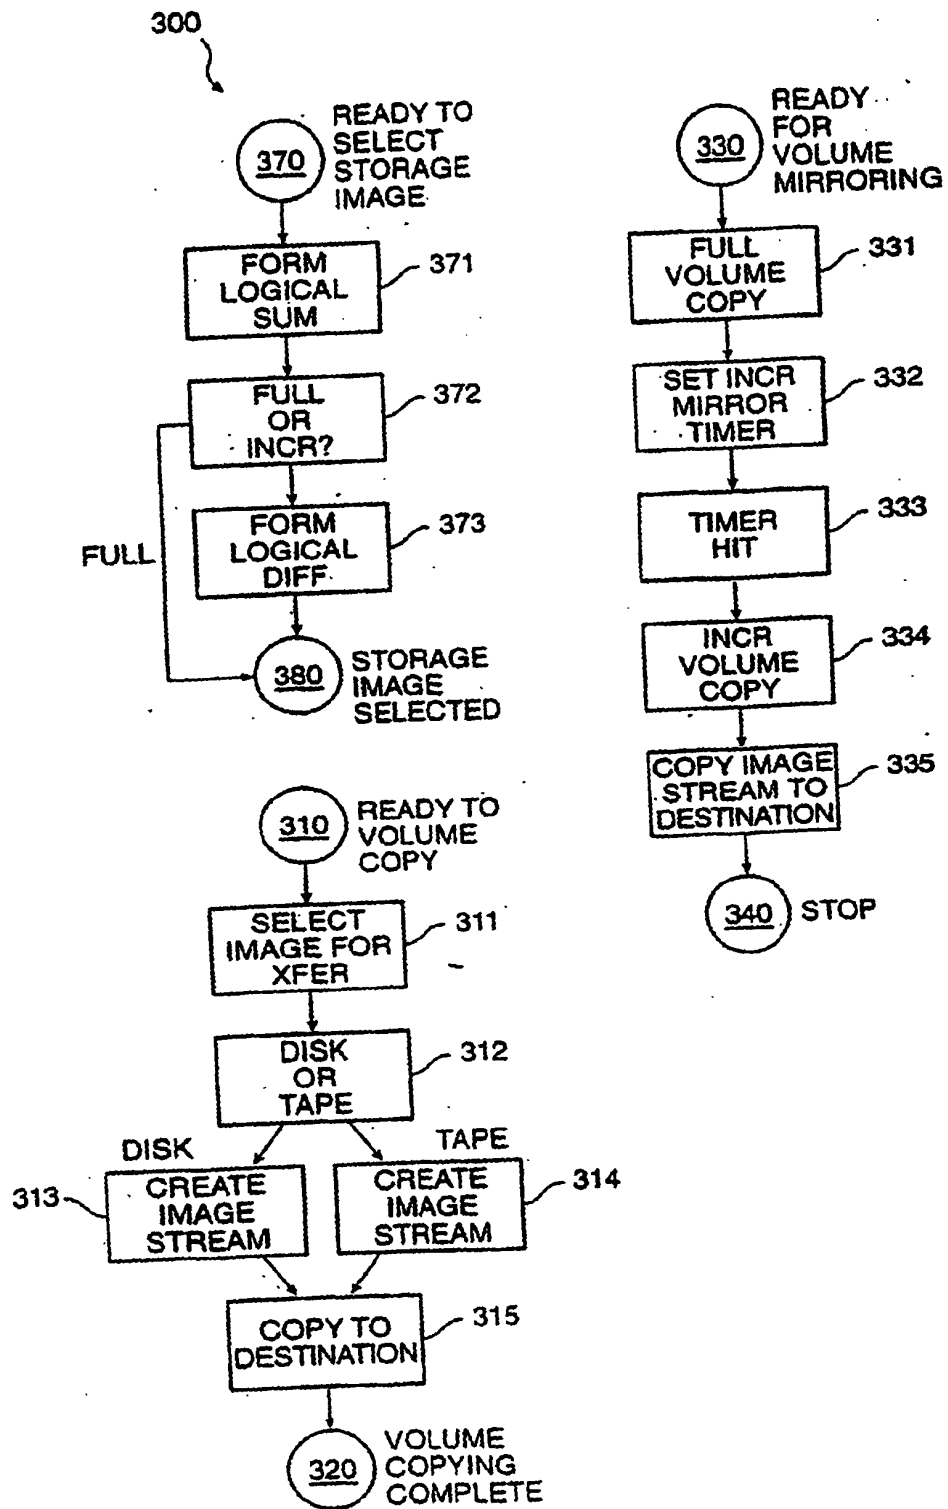 300
370
READY TO
SELECT
STORAGE
IMAGE
FORM
LOGICAL
SUM
371
FULL
OR
INCR?
372
FULL
FORM
LOGICAL
DIFF
373
380
STORAGE
IMAGE
SELECTED
310
READY TO
VOLUME
COPY
SELECT
IMAGE FOR
XFER
311
DISK
OR
TAPE
312
DISK
TAPE
313
CREATE
IMAGE
STREAM
CREATE
IMAGE
STREAM
314
COPY TO
DESTINATION
315
320
VOLUME
COPYING
COMPLETE
330
READY
FOR
VOLUME
MIRRORING
FULL
VOLUME
COPY
331
SET INCR
MIRROR
TIMER
332
TIMER
HIT
333
INCR
VOLUME
COPY
334
COPY IMAGE
STREAM TO
DESTINATION
335
340
STOP